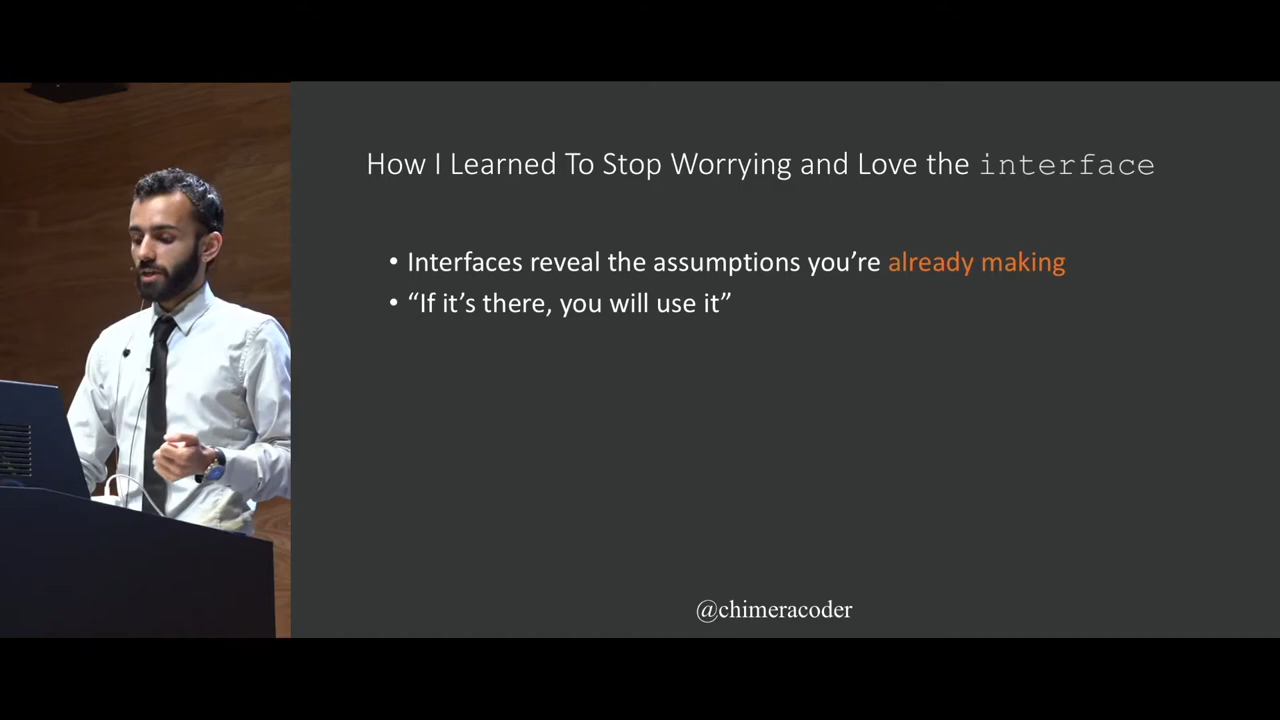 How I Learned To Stop Worrying and Love the interface
• Interfaces reveal the assumptions you’re already making
• “If it’s there, you will use it”
@chimeracoder